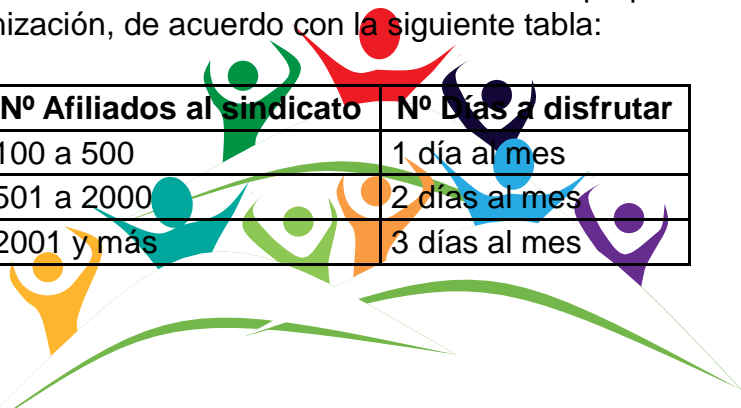 nización, de acuerdo con la siguiente tabla:
Nº Afiliados al sindicato Nº Días a disfrutar
100 a 500 1 día al mes
501 a 2000 2 días al mes
2001 y más 3 días al mes